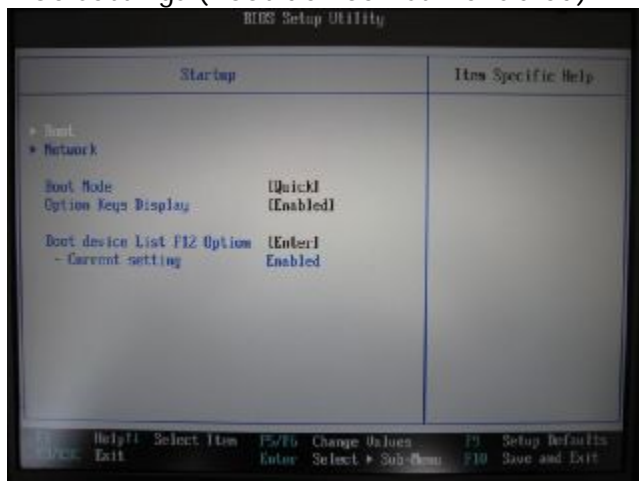 BIOS Setup Utility
Startup
Item Specific Help
▸ Boot
▸ Network
Boot Mode [Quick]
Option Keys Display [Enabled]
Boot device List F12 Option [Enter]
- Current setting Enabled
Help↑↓ Select Item F5/F6 Change Values F9 Setup Defaults
Exit Enter Select ▸ Sub-Menu F10 Save and Exit